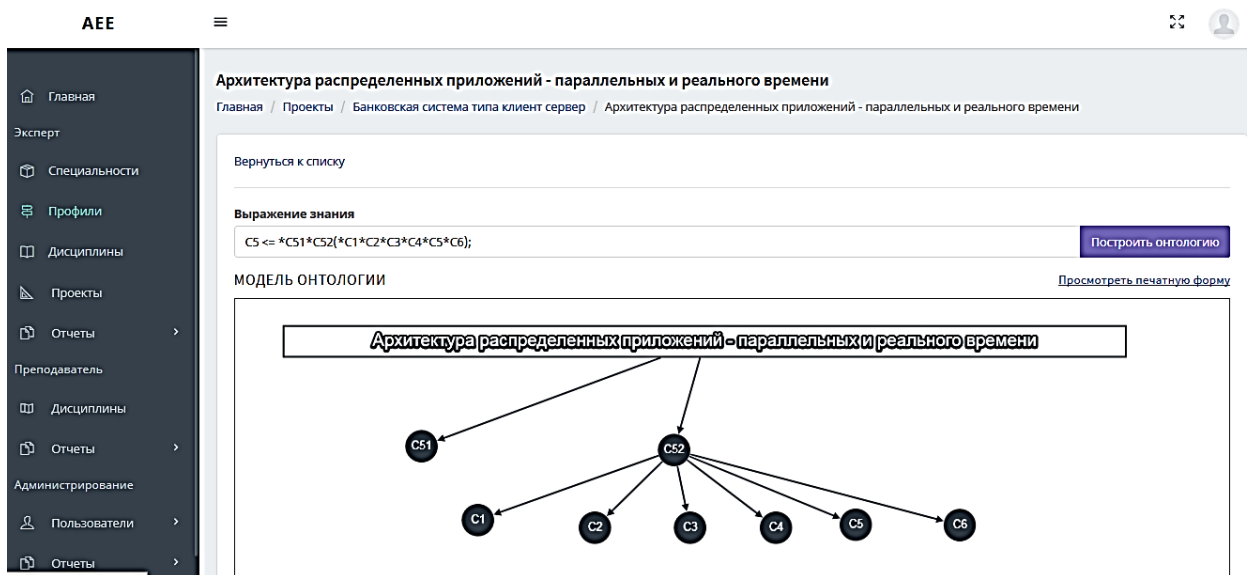 AEE
Главная
Эксперт
Специальности
Профили
Дисциплины
Проекты
Отчеты
Преподаватель
Дисциплины
Отчеты
Администрирование
Пользователи
Отчеты
Архитектура распределенных приложений - параллельных и реального времени
Главная / Проекты / Банковская система типа клиент сервер / Архитектура распределенных приложений - параллельных и реального времени
Вернуться к списку
Выражение знания
C5 <= *C51*C52(*C1*C2*C3*C4*C5*C6); Построить онтологию
МОДЕЛЬ ОНТОЛОГИИ Просмотреть печатную форму
Архитектура распределенных приложений - параллельных и реального времени
C51 C52
C1 C2 C3 C4 C5 C6